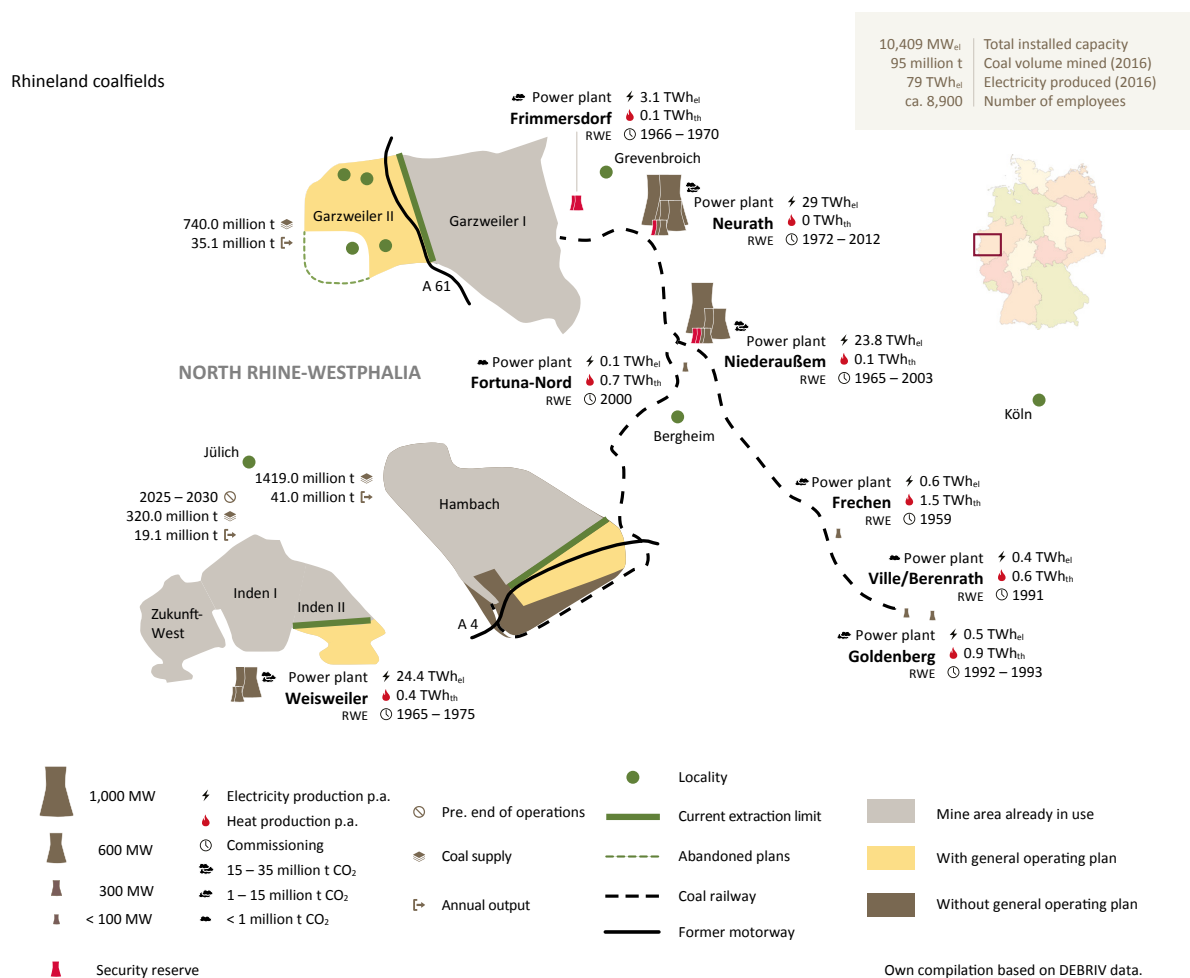 Rhineland coalfields
10,409 MWel Total installed capacity
95 million t Coal volume mined (2016)
79 TWhel Electricity produced (2016)
ca. 8,900 Number of employees
Power plant 3.1 TWhel
Frimmersdorf 0.1 TWhth
RWE 1966 – 1970
Grevenbroich
Garzweiler II
Garzweiler I
740.0 million t
35.1 million t
A 61
Power plant 29 TWhel
Neurath 0 TWhth
RWE 1972 – 2012
Power plant 23.8 TWhel
Niederaußem 0.1 TWhth
RWE 1965 – 2003
NORTH RHINE-WESTPHALIA
Power plant 0.1 TWhel
Fortuna-Nord 0.7 TWhth
RWE 2000
Bergheim
Köln
Jülich
1419.0 million t
41.0 million t
Hambach
2025 – 2030
320.0 million t
19.1 million t
Power plant 0.6 TWhel
Frechen 1.5 TWhth
RWE 1959
Power plant 0.4 TWhel
Ville/Berenrath 0.6 TWhth
RWE 1991
Inden I
Inden II
Zukunft-
West
A 4
Power plant 0.5 TWhel
Goldenberg 0.9 TWhth
RWE 1992 – 1993
Power plant 24.4 TWhel
Weisweiler 0.4 TWhth
RWE 1965 – 1975
1,000 MW
600 MW
300 MW
< 100 MW
Security reserve
Electricity production p.a.
Heat production p.a.
Commissioning
15 – 35 million t CO₂
1 – 15 million t CO₂
< 1 million t CO₂
Pre. end of operations
Coal supply
Annual output
Locality
Current extraction limit
Abandoned plans
Coal railway
Former motorway
Mine area already in use
With general operating plan
Without general operating plan
Own compilation based on DEBRIV data.